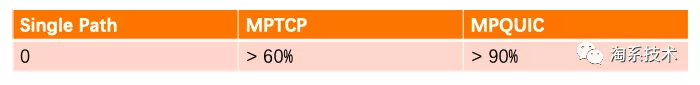 Single Path MPTCP MPQUIC
0 > 60% > 90%
淘系技术